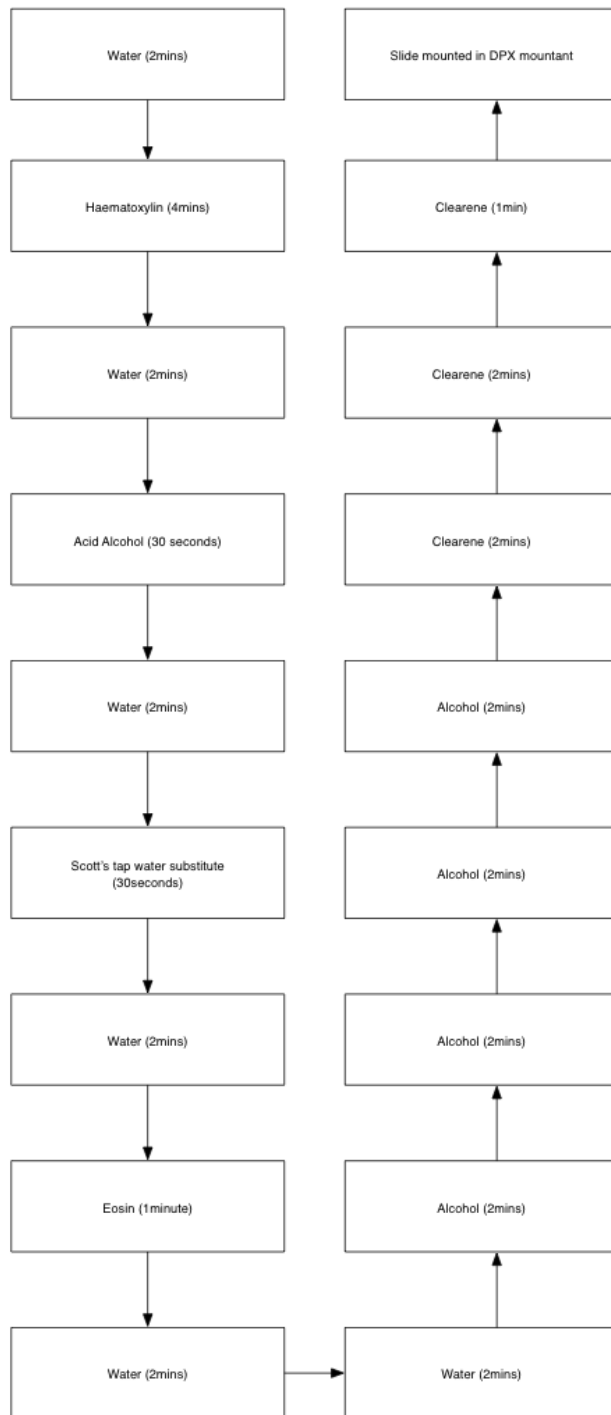 Water (2mins)
Haematoxylin (4mins)
Water (2mins)
Acid Alcohol (30 seconds)
Water (2mins)
Scott's tap water substitute
(30seconds)
Water (2mins)
Eosin (1minute)
Water (2mins)
Water (2mins)
Alcohol (2mins)
Alcohol (2mins)
Alcohol (2mins)
Alcohol (2mins)
Clearene (2mins)
Clearene (2mins)
Clearene (1min)
Slide mounted in DPX mountant